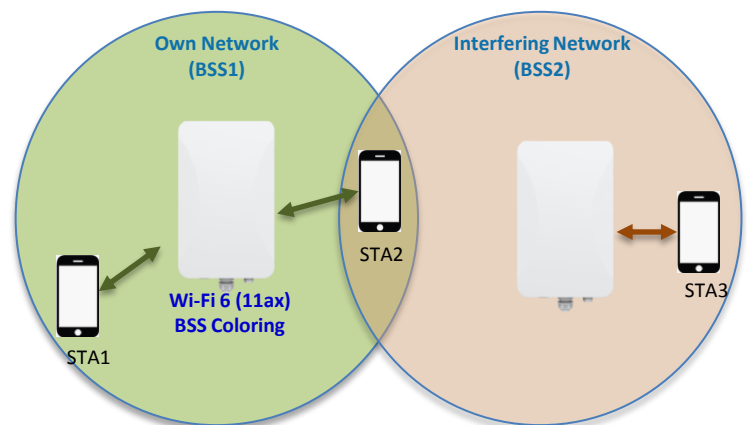 Own Network
(BSS1)
Interfering Network
(BSS2)
STA2
STA3
Wi-Fi 6 (11ax)
BSS Coloring
STA1